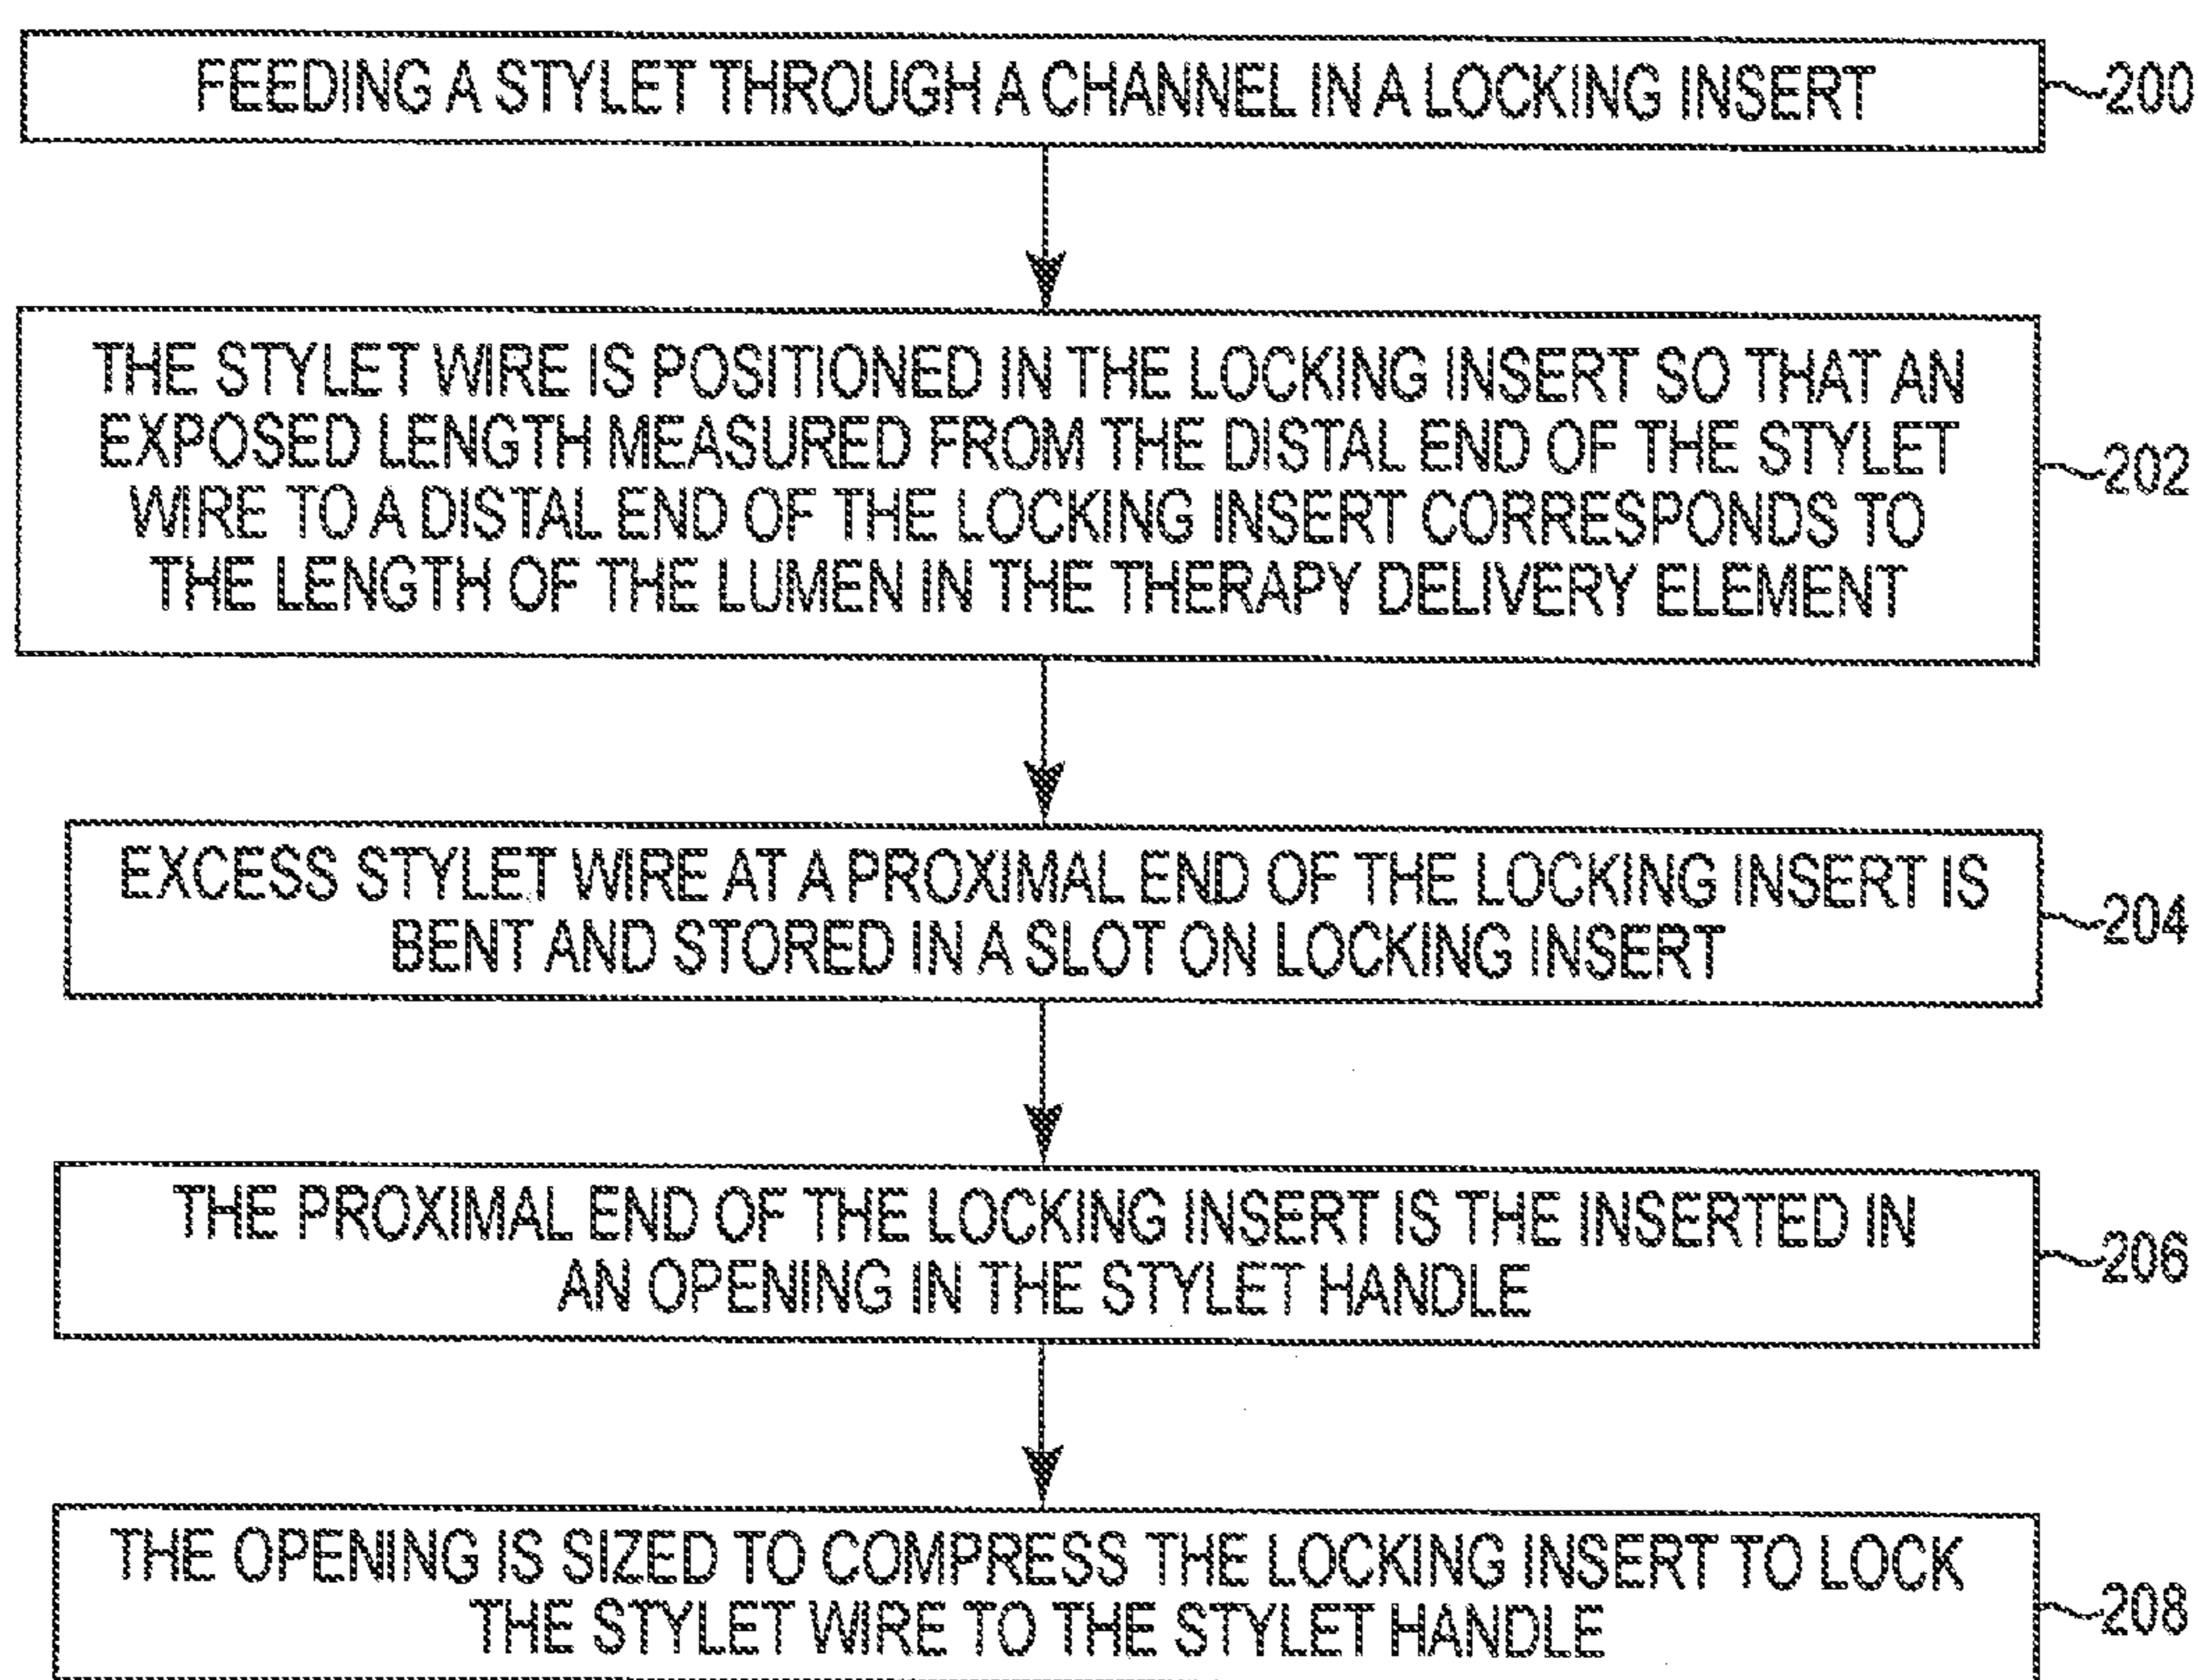 FEEDING A STYLET THROUGH A CHANNEL IN A LOCKING INSERT
200
THE STYLET WIRE IS POSITIONED IN THE LOCKING INSERT SO THAT AN
EXPOSED LENGTH MEASURED FROM THE DISTAL END OF THE STYLET
WIRE TO A DISTAL END OF THE LOCKING INSERT CORRESPONDS TO
THE LENGTH OF THE LUMEN IN THE THERAPY DELIVERY ELEMENT
202
EXCESS STYLET WIRE AT A PROXIMAL END OF THE LOCKING INSERT IS
BENT AND STORED IN A SLOT ON LOCKING INSERT
204
THE PROXIMAL END OF THE LOCKING INSERT IS THE INSERTED IN
AN OPENING IN THE STYLET HANDLE
206
THE OPENING IS SIZED TO COMPRESS THE LOCKING INSERT TO LOCK
THE STYLET WIRE TO THE STYLET HANDLE
208